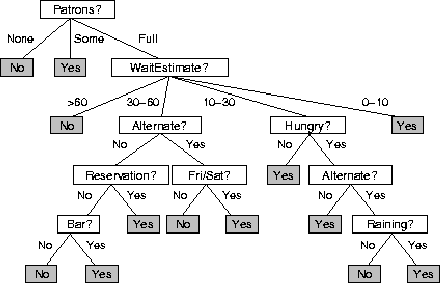 Patrons?
None Some Full
No Yes WaitEstimate?
>60 30–60 10–30 0–10
No Alternate? Hungry? Yes
No Yes No Yes
Reservation? Fri/Sat? Yes Alternate?
No Yes No Yes No Yes
Bar? Yes No Yes Yes Raining?
No Yes No Yes
No Yes No Yes